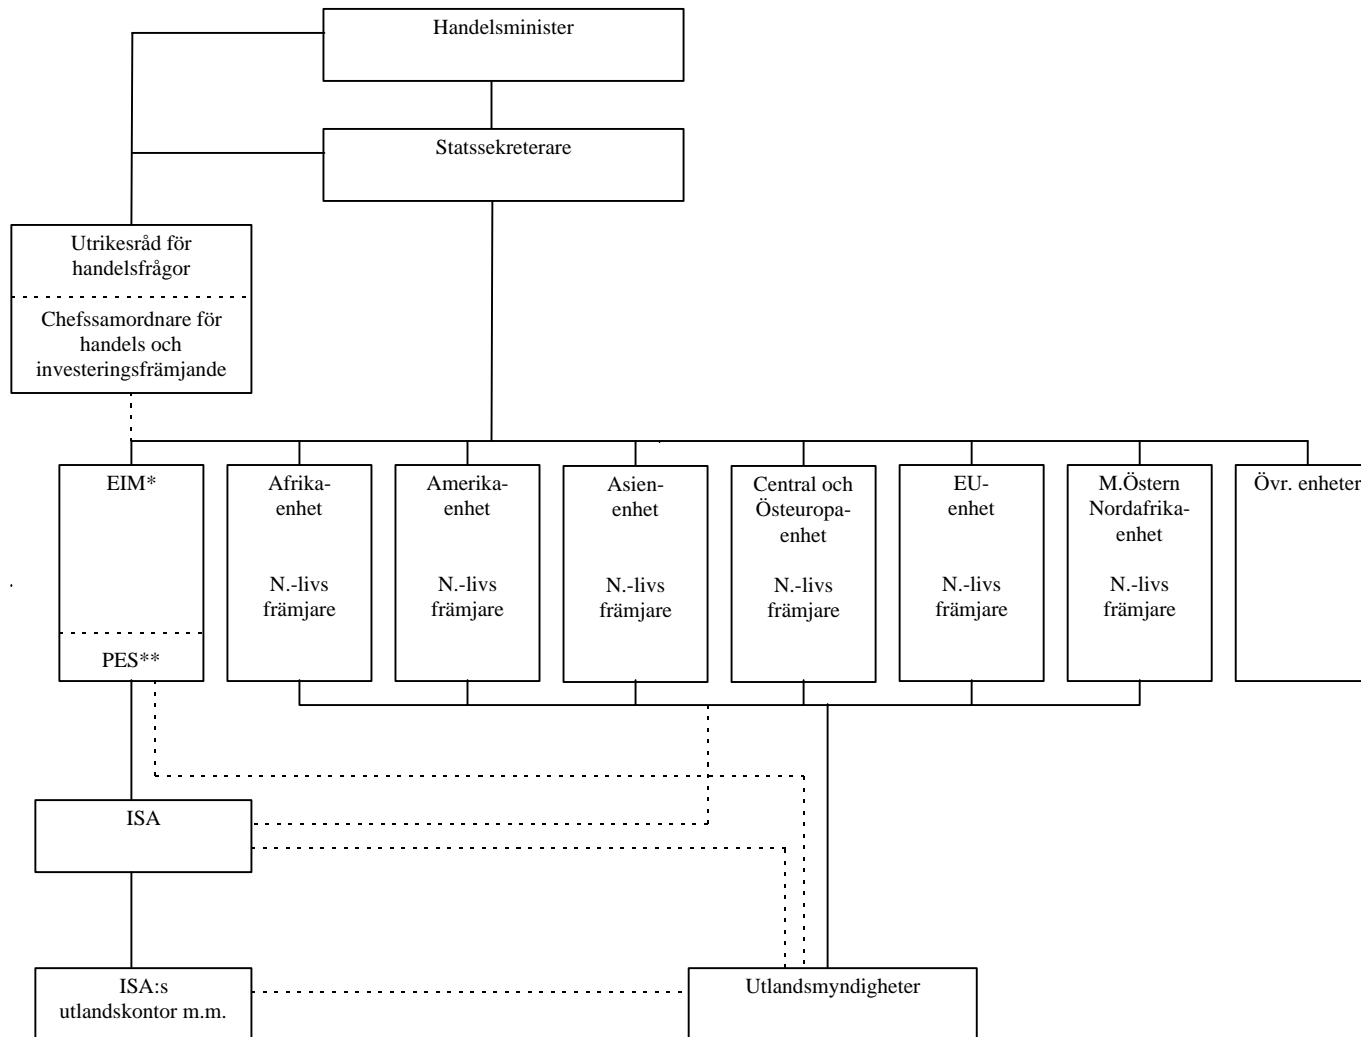 Handelsminister
Statssekreterare
Utrikesråd för
handelsfrågor
Chefssamordnare för
handels och
investeringsfrämjande
EIM*
PES**
Afrika-
enhet
N.-livs
främjare
Amerika-
enhet
N.-livs
främjare
Asien-
enhet
N.-livs
främjare
Central och
Östeuropa-
enhet
N.-livs
främjare
EU-
enhet
N.-livs
främjare
M.Östern
Nordafrika-
enhet
N.-livs
främjare
Övr. enheter
ISA
ISA:s
utlandskontor m.m.
Utlandsmyndigheter